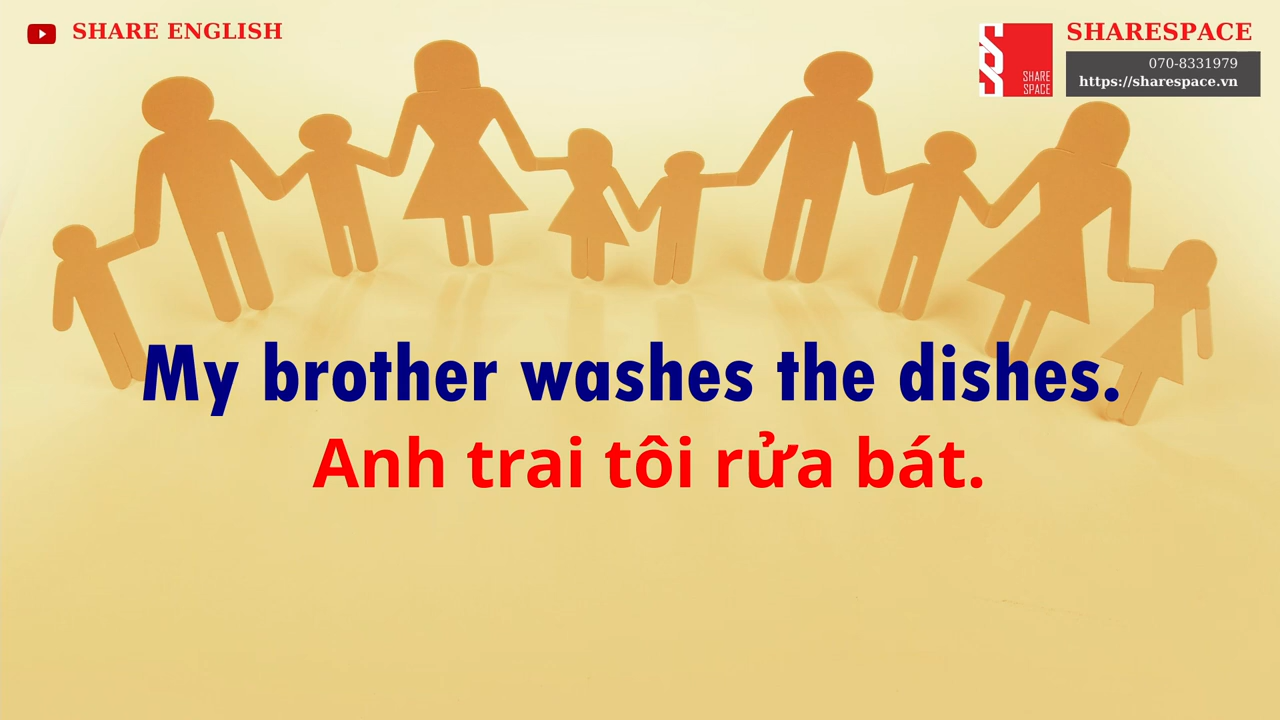 SHARE ENGLISH
SHARESPACE
070-8331979
https://sharespace.vn
SHARE
SPACE
My brother washes the dishes.
Anh trai tôi rửa bát.